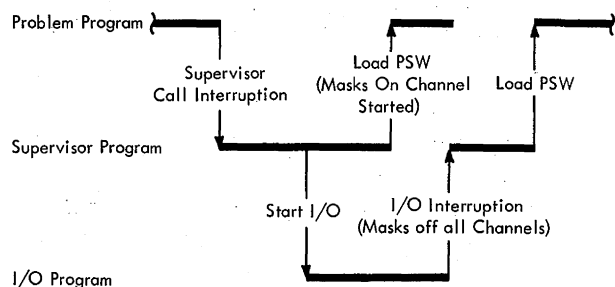 Problem Program
Supervisor
Call Interruption
Load PSW
(Masks On Channel
Started)
Load PSW
Supervisor Program
Start I/O
I/O Interruption
(Masks off all Channels)
I/O Program